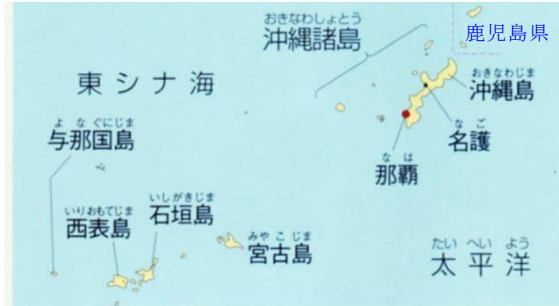 おきなわしょとう
沖縄諸島
鹿児島県
東シナ海
おきなわじま
沖縄島
なご
名護
なは
那覇
よなぐにじま
与那国島
いしがきじま
石垣島
いりおもてじま
西表島
みやこじま
宮古島
たいへいよう
太平洋